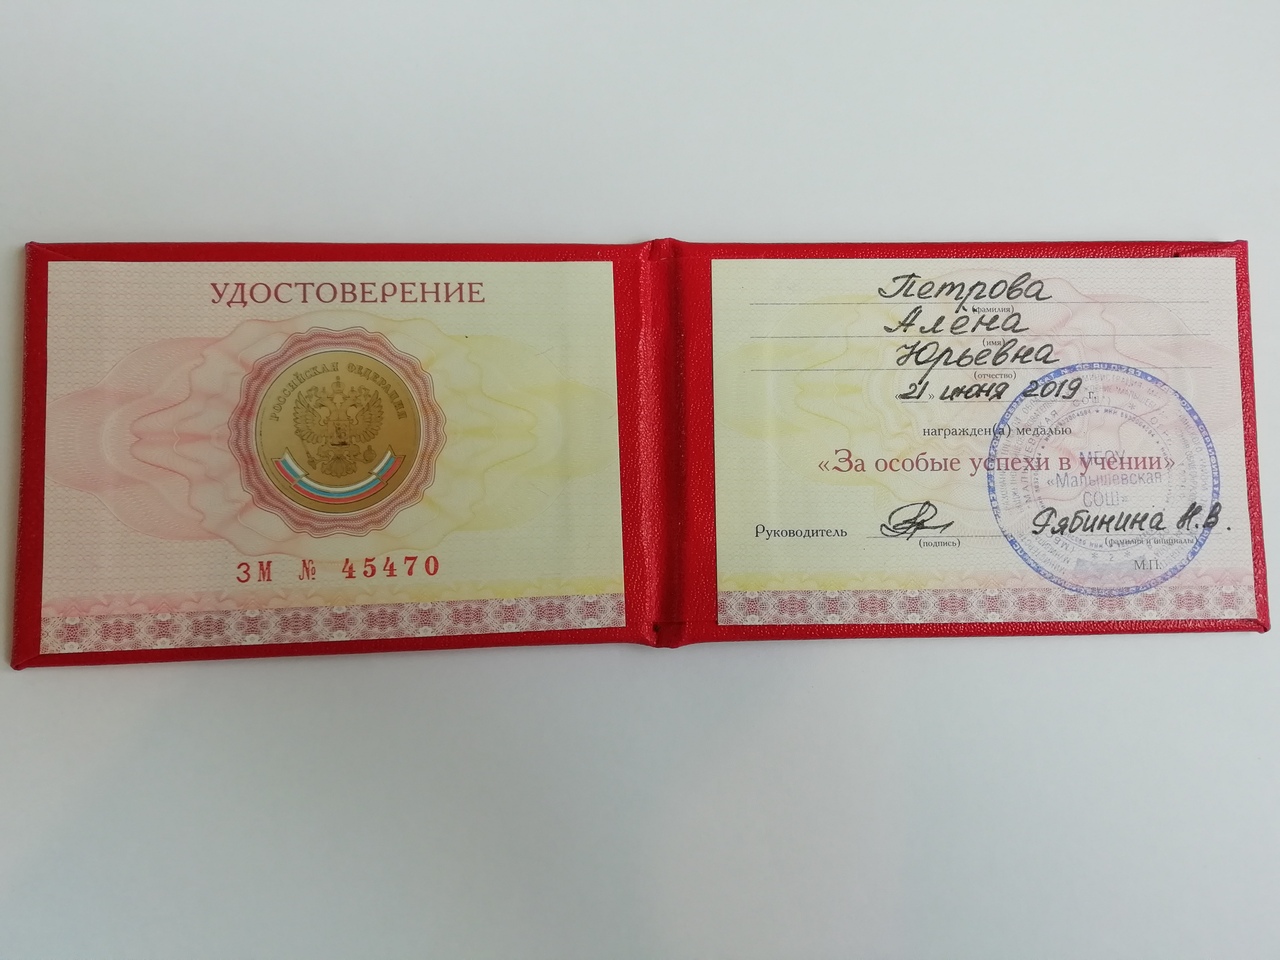 УДОСТОВЕРЕНИЕ
РОССИЙСКАЯ ФЕДЕРАЦИЯ
ЗМ № 45470
Петрова
(фамилия)
Алёна
(имя)
Юрьевна
(отчество)
«21» июня 2019 г.
награжден(а) медалью
«За особые успехи в учении»
МБОУ
«Малышевская
СОШ»
Руководитель
Рябинина Н.В.
(подпись)
(фамилия и инициалы)
М.П.